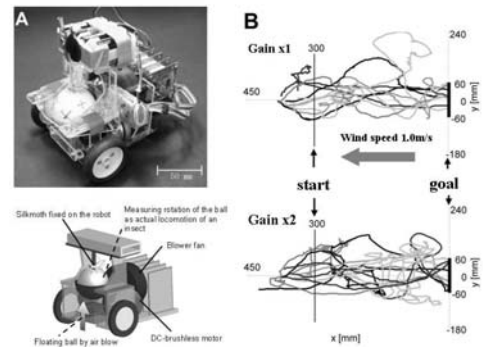 A
50 mm
Silkmoth fixed on the robot
Measuring rotation of the ball
as actual locomotion of an
insect
Blower fan
DC-brushless motor
Floating ball by air blow
B
Gain x1
300
240
450
60
0
-60
y [mm]
Wind speed 1.0m/s
-180
start
goal
Gain x2
300
240
450
60
0
-60
y [mm]
x [mm]
-180